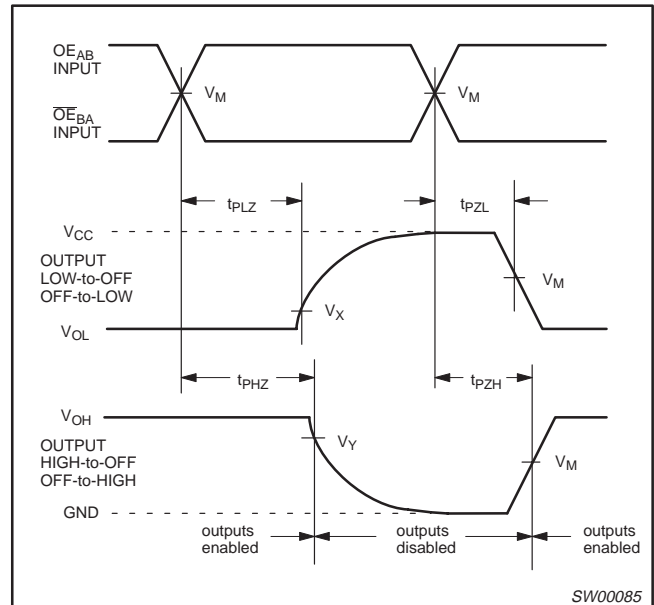 OE_AB
INPUT
V_M
V_M
O̅E̅_BA
INPUT
t_PLZ
t_PZL
V_CC
OUTPUT
LOW-to-OFF
OFF-to-LOW
V_M
V_X
V_OL
t_PHZ
t_PZH
V_OH
OUTPUT
HIGH-to-OFF
OFF-to-HIGH
V_Y
V_M
GND
outputs
enabled
outputs
disabled
outputs
enabled
SW00085